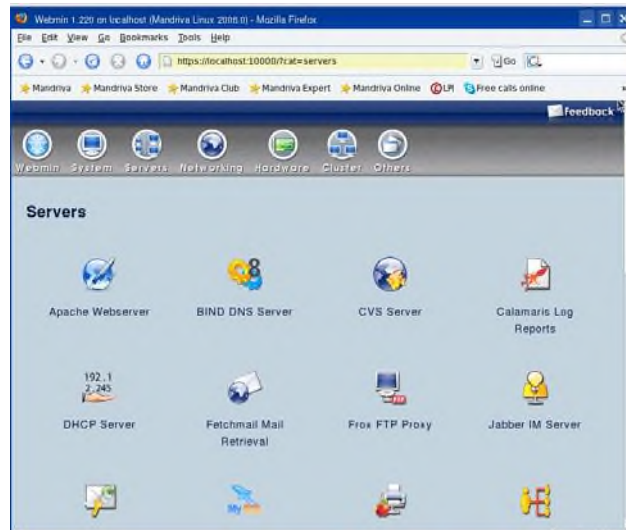 Webmin 1.220 on localhost (Mandriva Linux 2006.0) - Mozilla Firefox
File Edit View Go Bookmarks Tools Help
https://localhost:10000/?cat=servers Go
Mandriva Mandriva Store Mandriva Club Mandriva Expert Mandriva Online LPI Free calls online
Feedback
Webmin System Servers Networking Hardware Cluster Others
Servers
Apache Webserver BIND DNS Server CVS Server Calamaris Log
Reports
192.1
2.245
DHCP Server Fetchmail Mail
Retrieval
Frox FTP Proxy Jabber IM Server
My